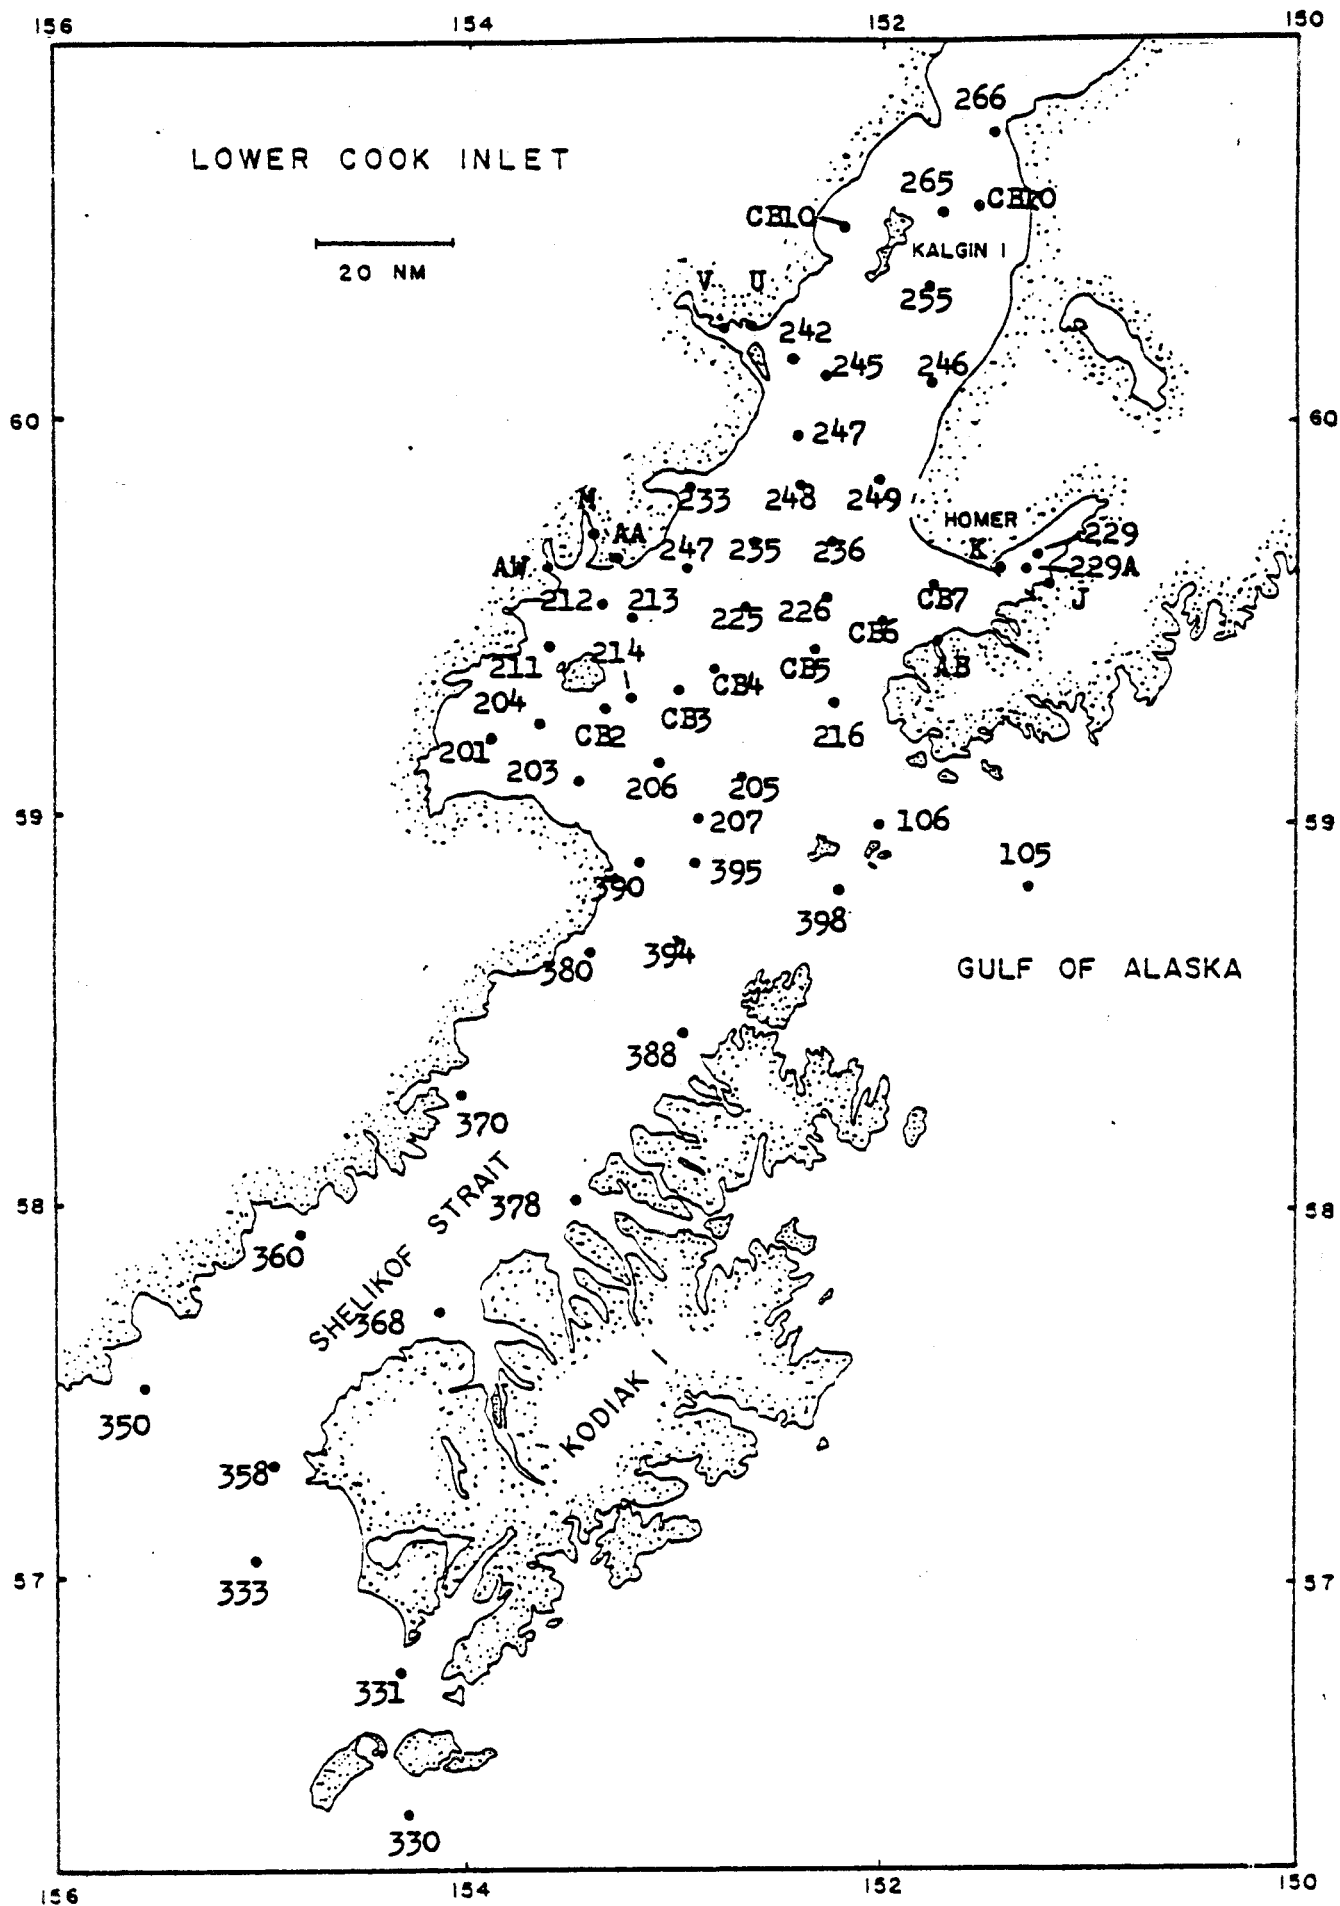 156 154 152 150
266
LOWER COOK INLET
265
CB10 CB10
20 NM
KALGIN I
V U
255
242
245 246
60 247 60
233 248 249
M
HOMER
AA 229
247 235 236 K
AW 229A
212 213 225 226 CB7 J
CB6
211 214 CB5 AB
CB4
204 CB3
CB2 216
201
203 206 205
59 207 106 59
105
390 395
398
380 394
GULF OF ALASKA
388
370
58 378 58
SHELIKOF STRAIT
360
368
KODIAK I
350
358
57 333 57
331
330
156 154 152 150